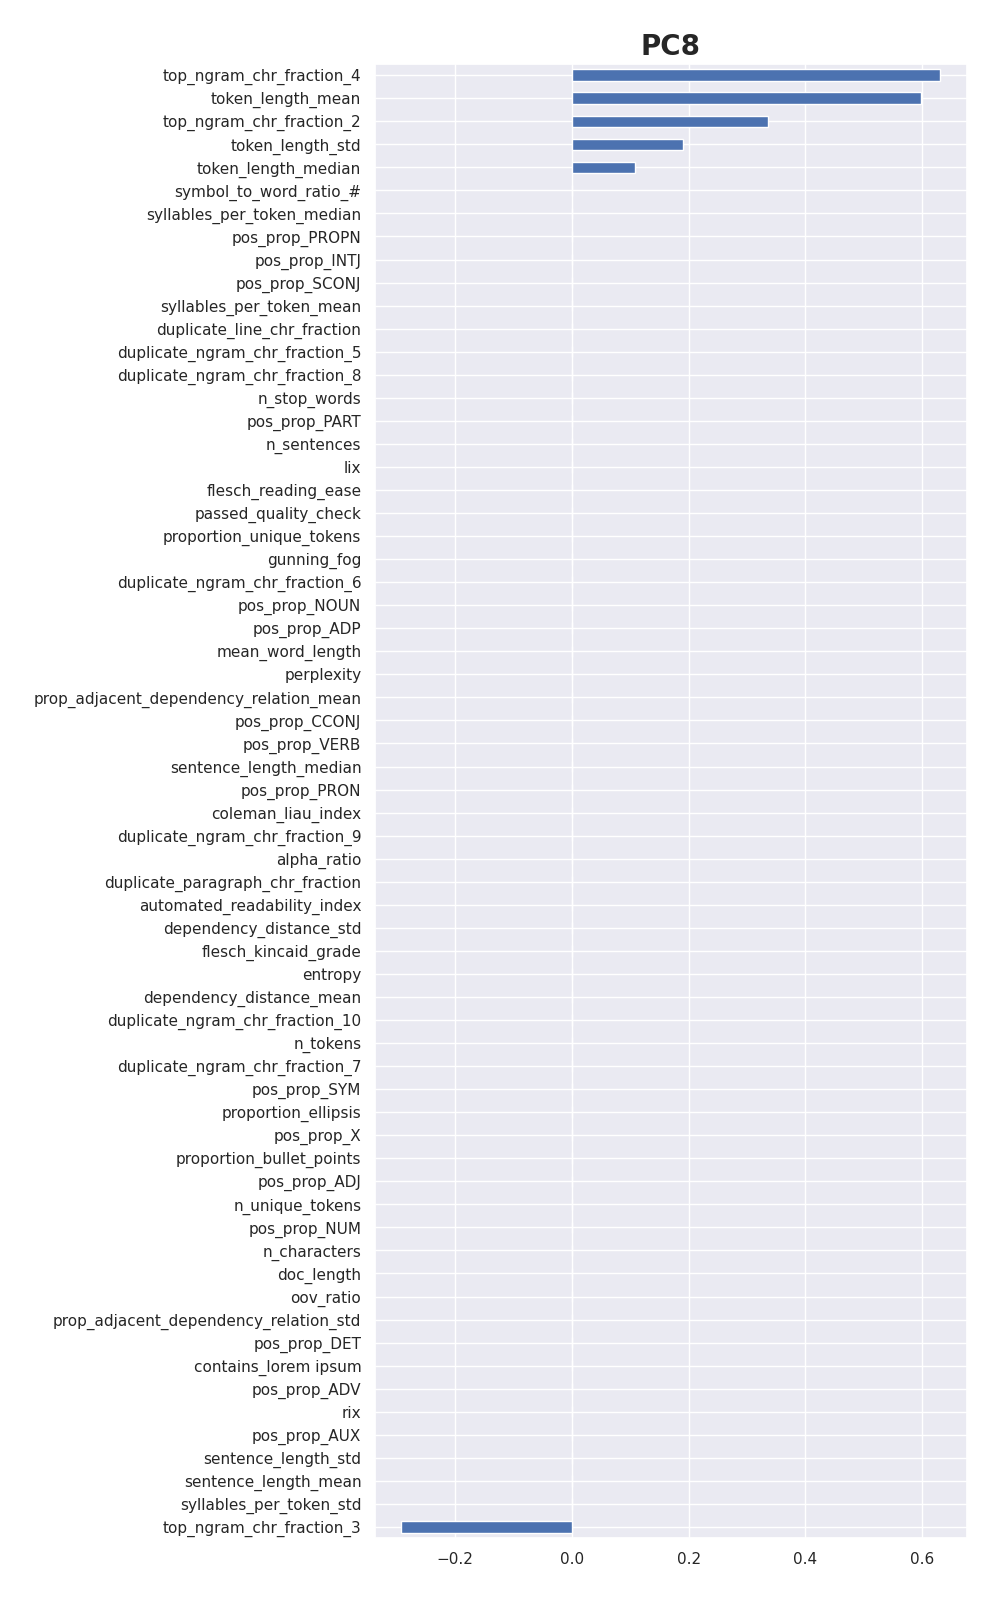 PC8
top_ngram_chr_fraction_4
token_length_mean
top_ngram_chr_fraction_2
token_length_std
token_length_median
symbol_to_word_ratio_#
syllables_per_token_median
pos_prop_PROPN
pos_prop_INTJ
pos_prop_SCONJ
syllables_per_token_mean
duplicate_line_chr_fraction
duplicate_ngram_chr_fraction_5
duplicate_ngram_chr_fraction_8
n_stop_words
pos_prop_PART
n_sentences
lix
flesch_reading_ease
passed_quality_check
proportion_unique_tokens
gunning_fog
duplicate_ngram_chr_fraction_6
pos_prop_NOUN
pos_prop_ADP
mean_word_length
perplexity
prop_adjacent_dependency_relation_mean
pos_prop_CCONJ
pos_prop_VERB
sentence_length_median
pos_prop_PRON
coleman_liau_index
duplicate_ngram_chr_fraction_9
alpha_ratio
duplicate_paragraph_chr_fraction
automated_readability_index
dependency_distance_std
flesch_kincaid_grade
entropy
dependency_distance_mean
duplicate_ngram_chr_fraction_10
n_tokens
duplicate_ngram_chr_fraction_7
pos_prop_SYM
proportion_ellipsis
pos_prop_X
proportion_bullet_points
pos_prop_ADJ
n_unique_tokens
pos_prop_NUM
n_characters
doc_length
oov_ratio
prop_adjacent_dependency_relation_std
pos_prop_DET
contains_lorem ipsum
pos_prop_ADV
rix
pos_prop_AUX
sentence_length_std
sentence_length_mean
syllables_per_token_std
top_ngram_chr_fraction_3
−0.2 0.0 0.2 0.4 0.6